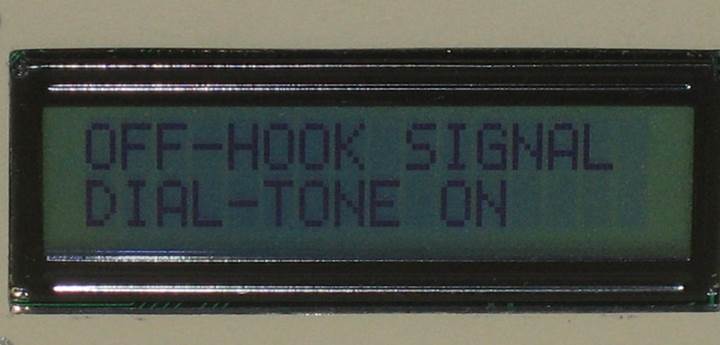 OFF-HOOK SIGNAL
DIAL-TONE ON